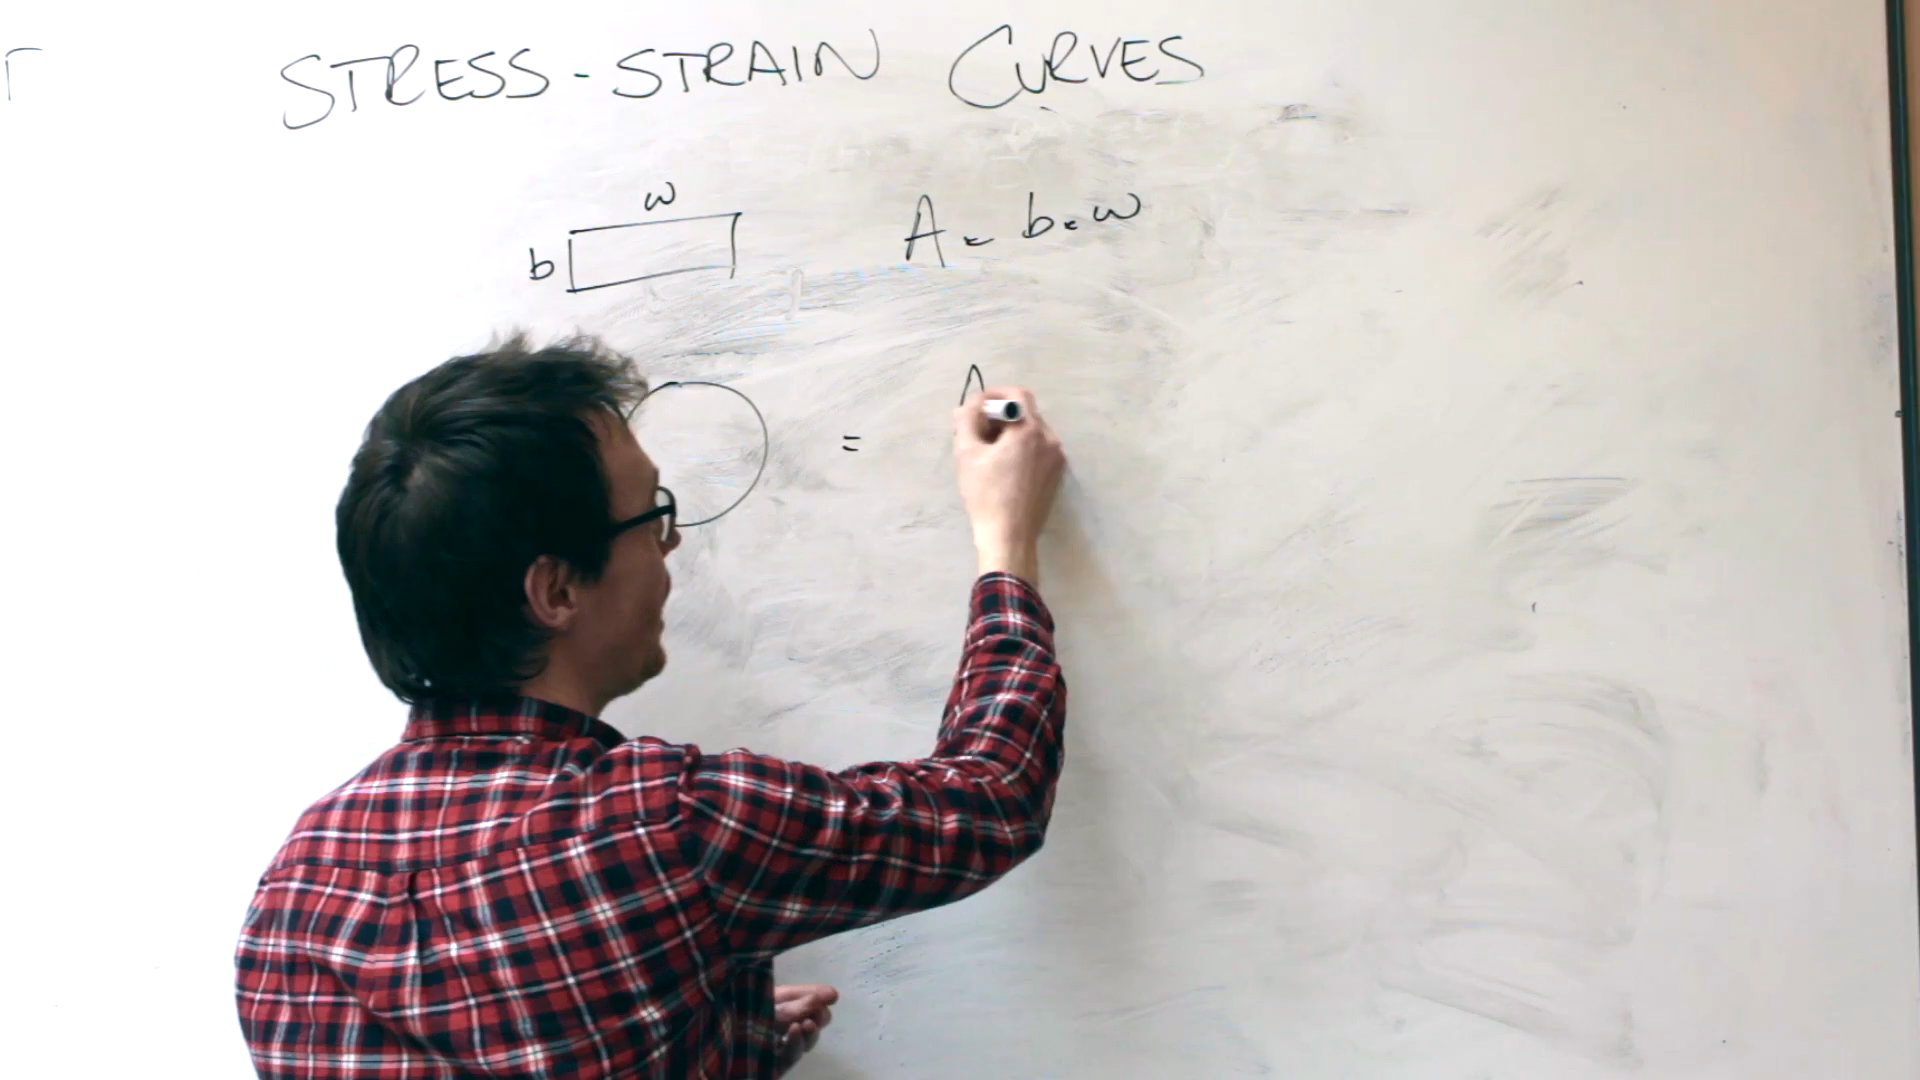 STRESS-STRAIN CURVES
w
b
A = b.w
= A